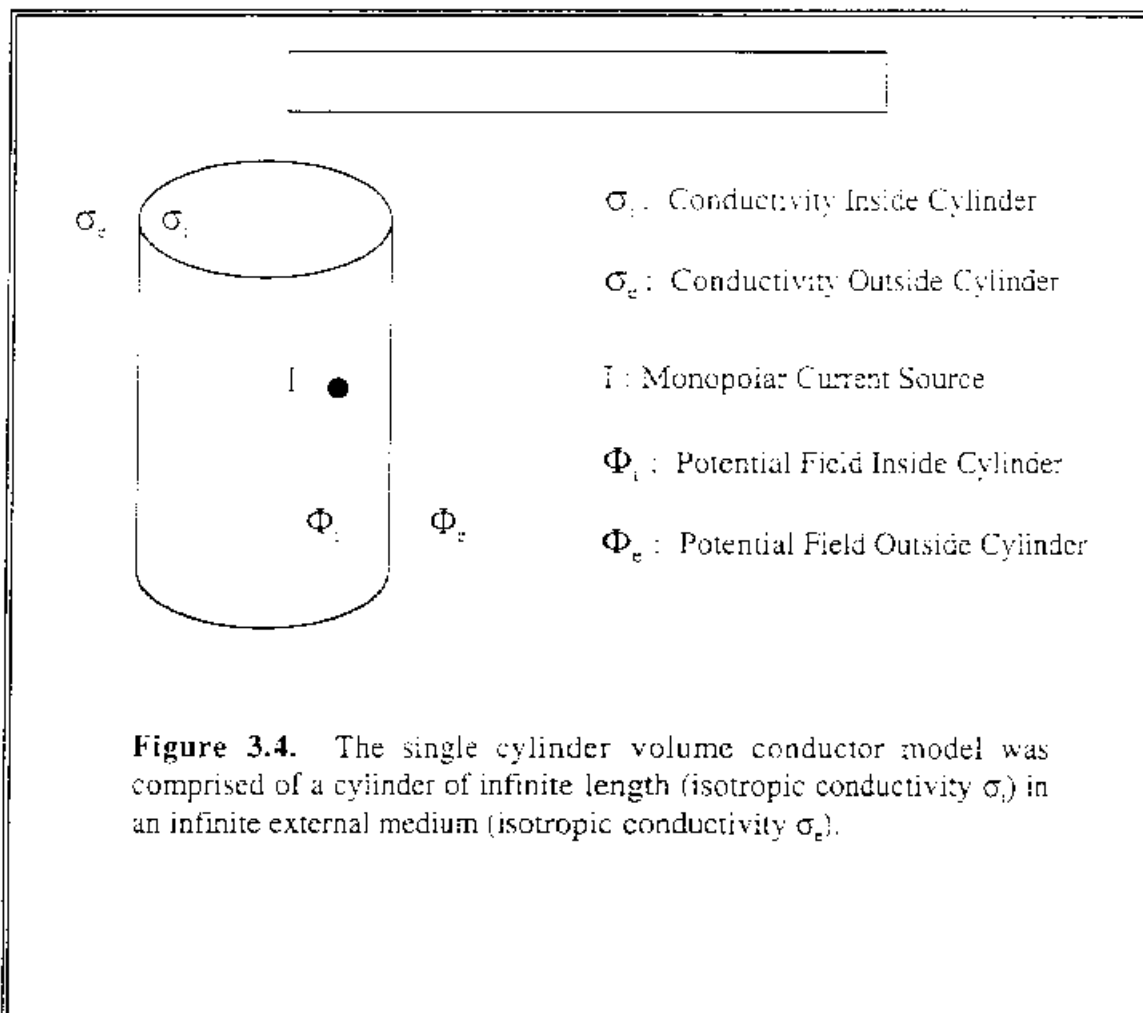 σₑ σᵢ
σᵢ : Conductivity Inside Cylinder
σₑ : Conductivity Outside Cylinder
I
I : Monopolar Current Source
Φᵢ : Potential Field Inside Cylinder
Φᵢ Φₑ
Φₑ : Potential Field Outside Cylinder
Figure 3.4. The single cylinder volume conductor model was
comprised of a cylinder of infinite length (isotropic conductivity σᵢ) in
an infinite external medium (isotropic conductivity σₑ).